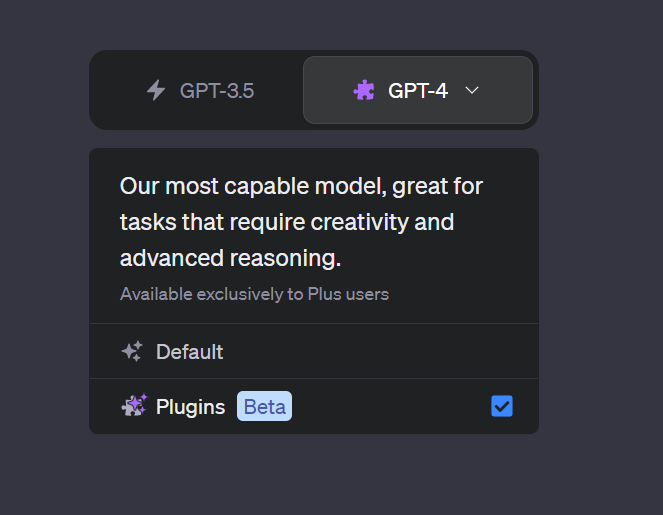 GPT-3.5
GPT-4
Our most capable model, great for
tasks that require creativity and
advanced reasoning.
Available exclusively to Plus users
Default
Plugins Beta